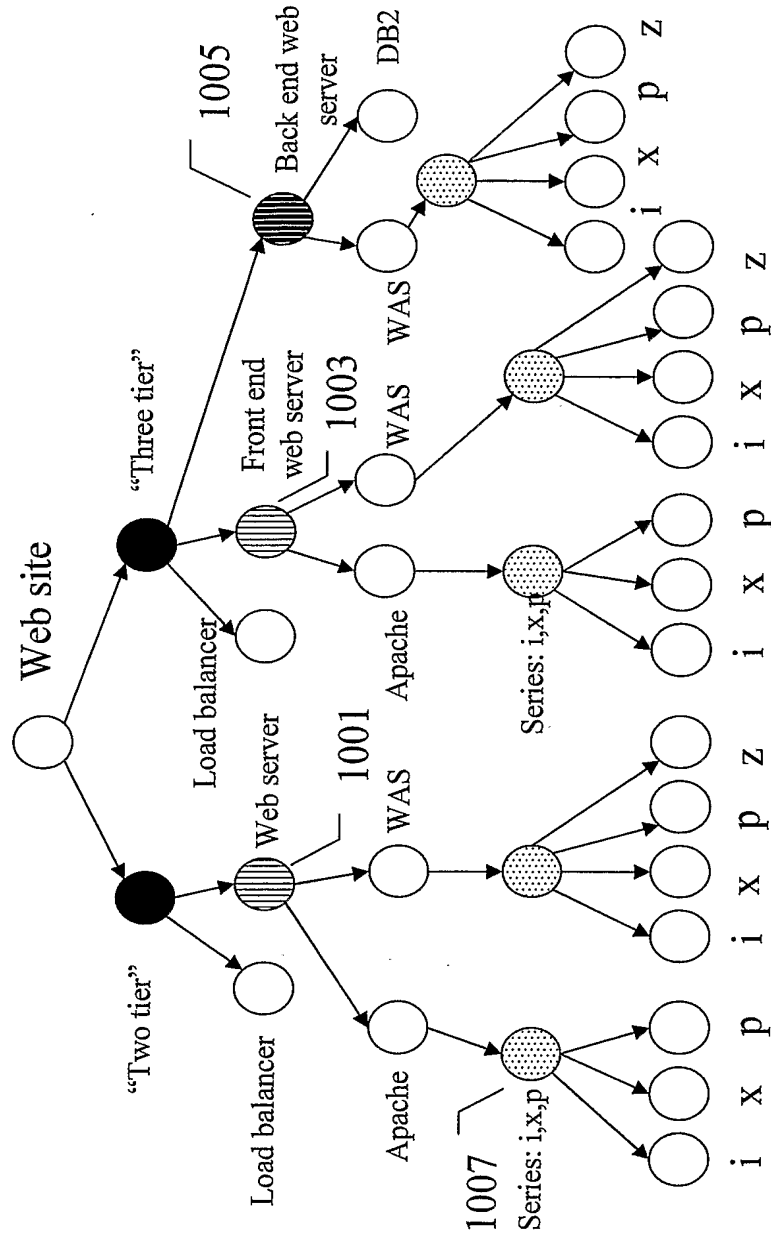 Web site
“Two tier”
“Three tier”
Load balancer
Web server
1001
Load balancer
Front end
web server
1003
1005
Back end web
server
Apache
WAS
Apache
WAS
WAS
DB2
1007
Series: i,x,p
Series: i,x,p
i x p z
i x p
i x p z
i x p
i x p z